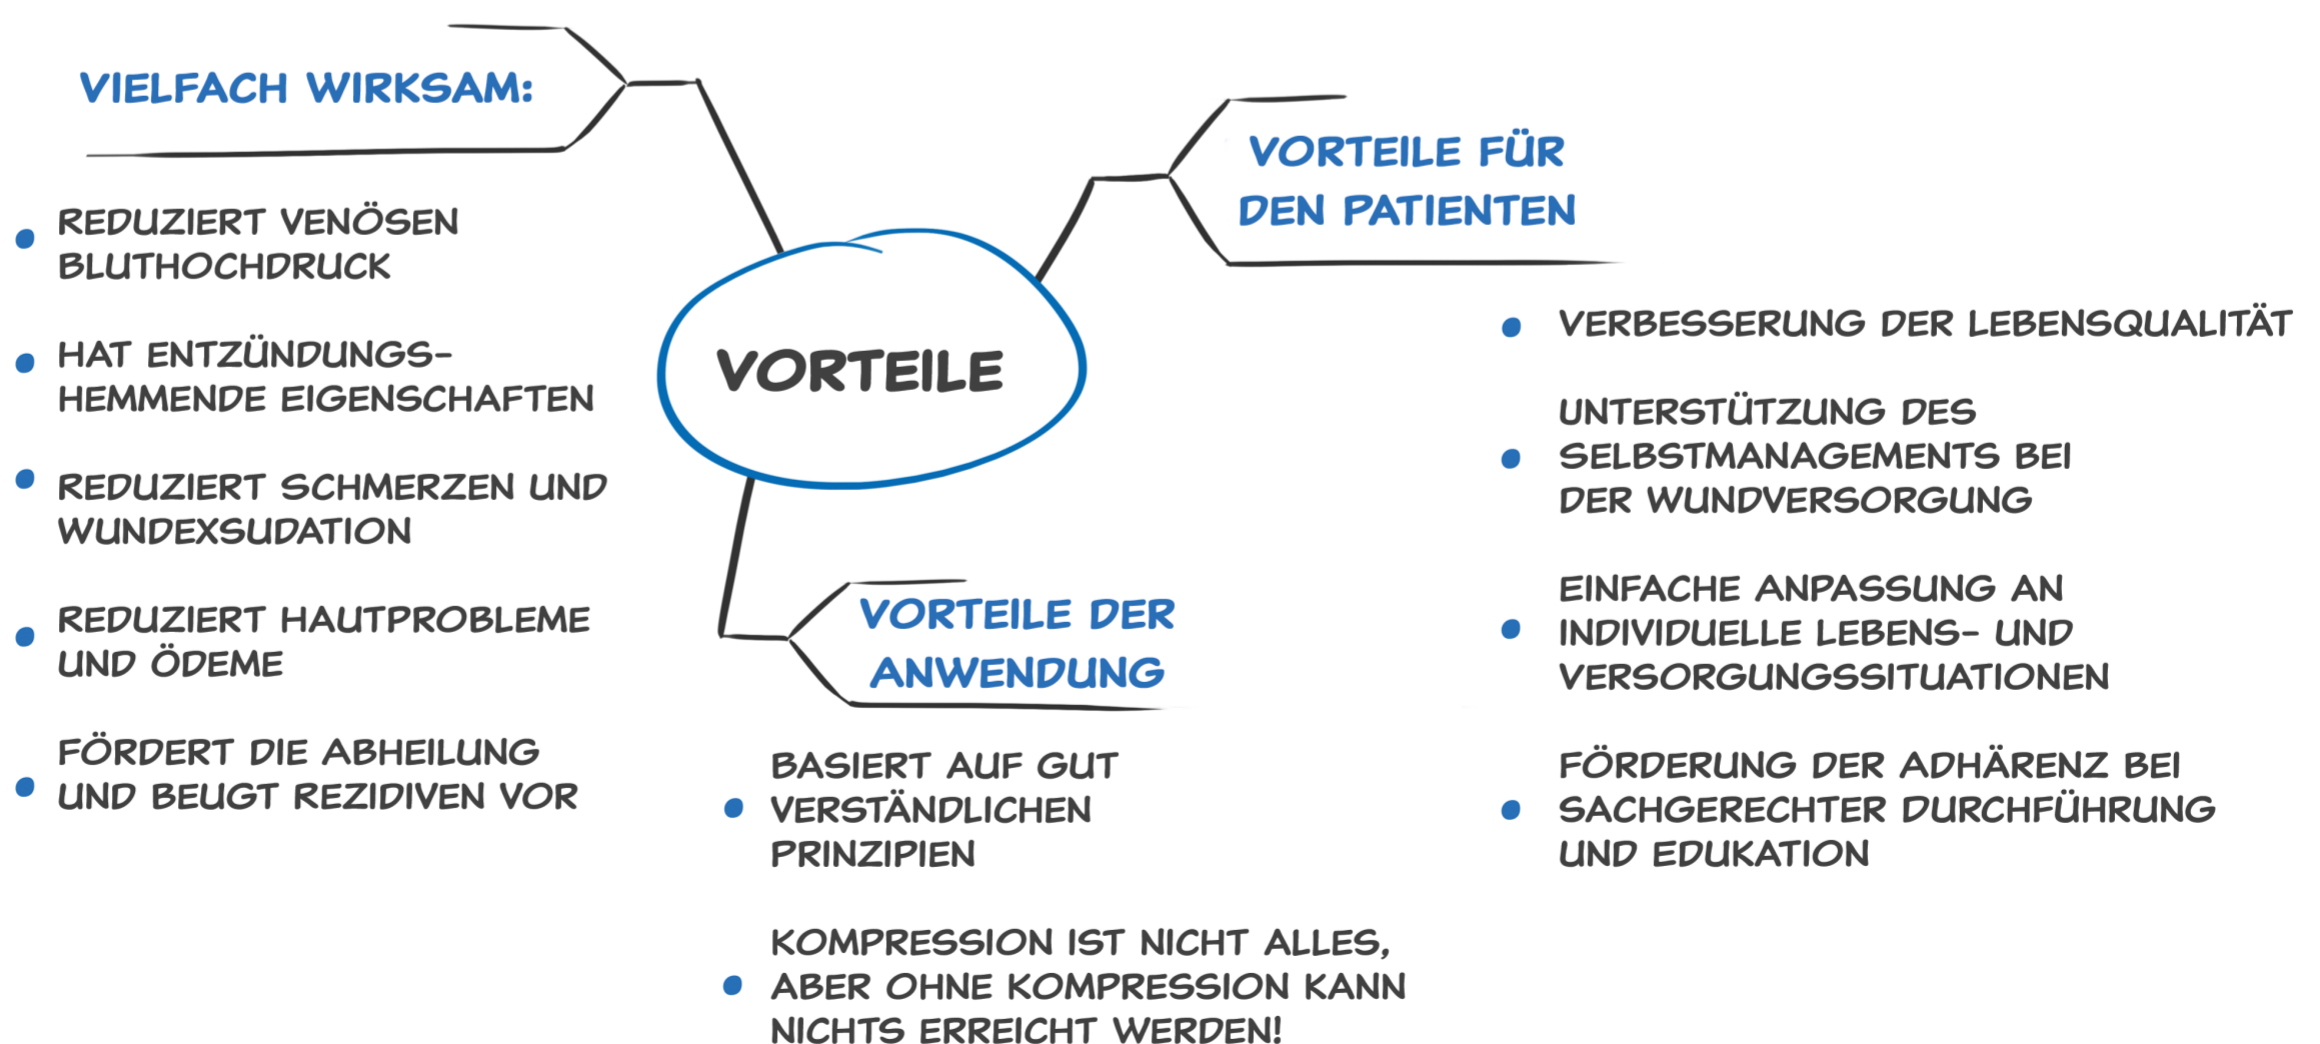 VIELFACH WIRKSAM:
REDUZIERT VENÖSEN
BLUTHOCHDRUCK
HAT ENTZÜNDUNGS-
HEMMENDE EIGENSCHAFTEN
REDUZIERT SCHMERZEN UND
WUNDEXSUDATION
REDUZIERT HAUTPROBLEME
UND ÖDEME
FÖRDERT DIE ABHEILUNG
UND BEUGT REZIDIVEN VOR
VORTEILE
VORTEILE DER
ANWENDUNG
BASIERT AUF GUT
VERSTÄNDLICHEN
PRINZIPIEN
KOMPRESSION IST NICHT ALLES,
ABER OHNE KOMPRESSION KANN
NICHTS ERREICHT WERDEN!
VORTEILE FÜR
DEN PATIENTEN
VERBESSERUNG DER LEBENSQUALITÄT
UNTERSTÜTZUNG DES
SELBSTMANAGEMENTS BEI
DER WUNDVERSORGUNG
EINFACHE ANPASSUNG AN
INDIVIDUELLE LEBENS- UND
VERSORGUNGSSITUATIONEN
FÖRDERUNG DER ADHÄRENZ BEI
SACHGERECHTER DURCHFÜHRUNG
UND EDUKATION